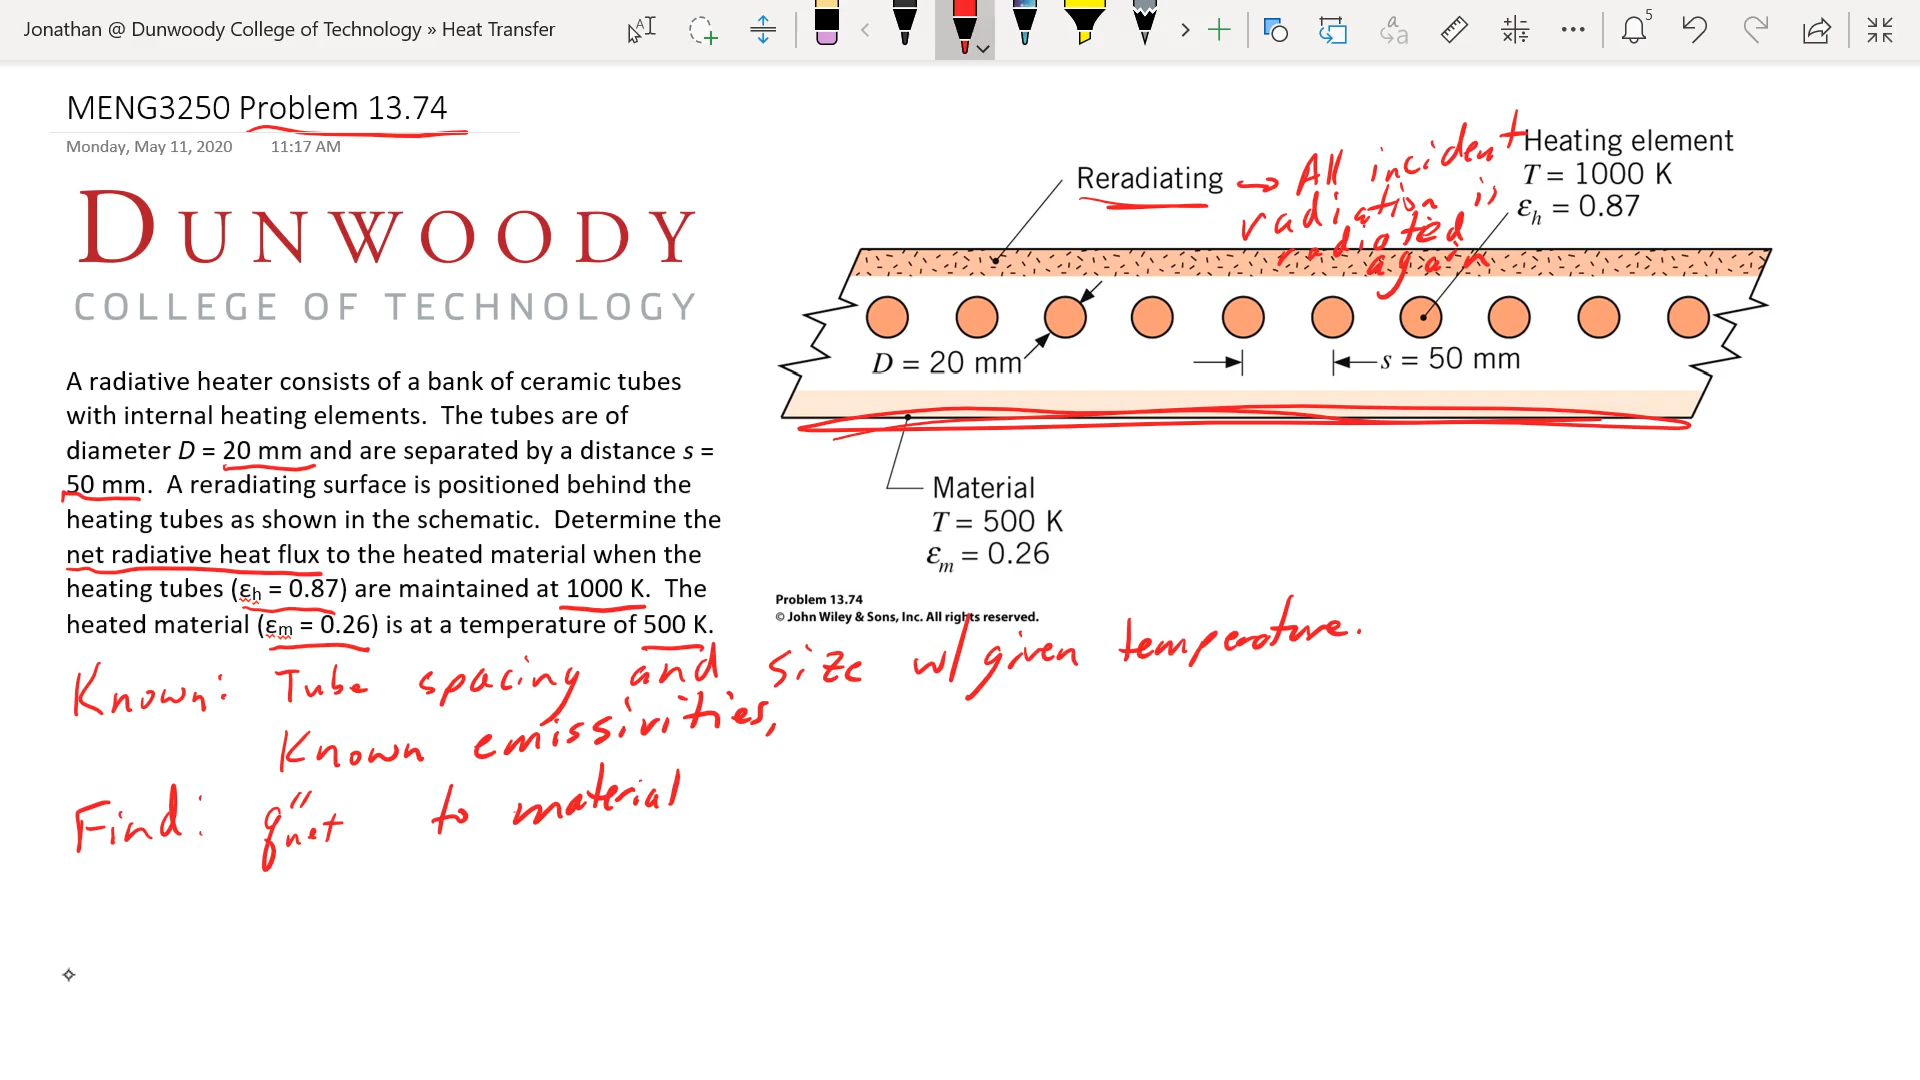 Jonathan @ Dunwoody College of Technology » Heat Transfer
5
MENG3250 Problem 13.74
Monday, May 11, 2020 11:17 AM
DUNWOODY
COLLEGE OF TECHNOLOGY
A radiative heater consists of a bank of ceramic tubes
with internal heating elements. The tubes are of
diameter D = 20 mm and are separated by a distance s =
50 mm. A reradiating surface is positioned behind the
heating tubes as shown in the schematic. Determine the
net radiative heat flux to the heated material when the
heating tubes (εh = 0.87) are maintained at 1000 K. The
heated material (εm = 0.26) is at a temperature of 500 K.
Reradiating → All incident
radiation is
radiated
again
Heating element
T = 1000 K
εh = 0.87
D = 20 mm
s = 50 mm
Material
T = 500 K
εm = 0.26
Problem 13.74
© John Wiley & Sons, Inc. All rights reserved.
Known: Tube spacing and size w/ given temperature.
Known emissivities,
Find: q"net to material